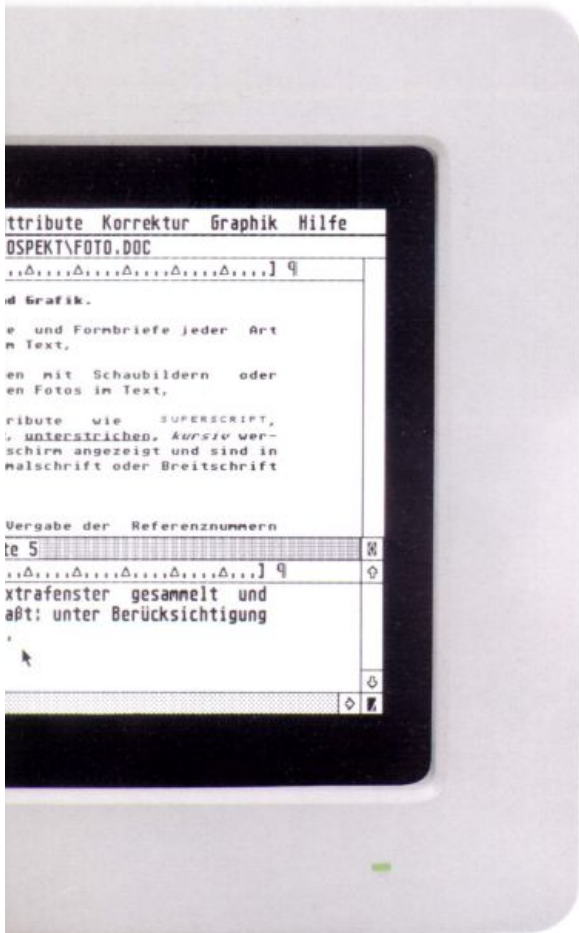 ttribute Korrektur Graphik Hilfe
OSPEKT\FOTO.DOC
d Grafik.
e und Formbriefe jeder Art
m Text,
en mit Schaubildern oder
en Fotos im Text,
ribute wie SUPERSCRIPT,
, unterstrichen, kursiv wer-
schirm angezeigt und sind in
malschrift oder Breitschrift
Vergabe der Referenznummern
te 5
xtrafenster gesammelt und
aßt: unter Berücksichtigung